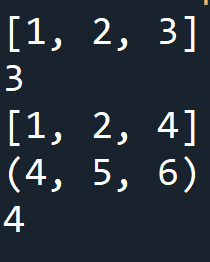 [1, 2, 3]
3
[1, 2, 4]
(4, 5, 6)
4